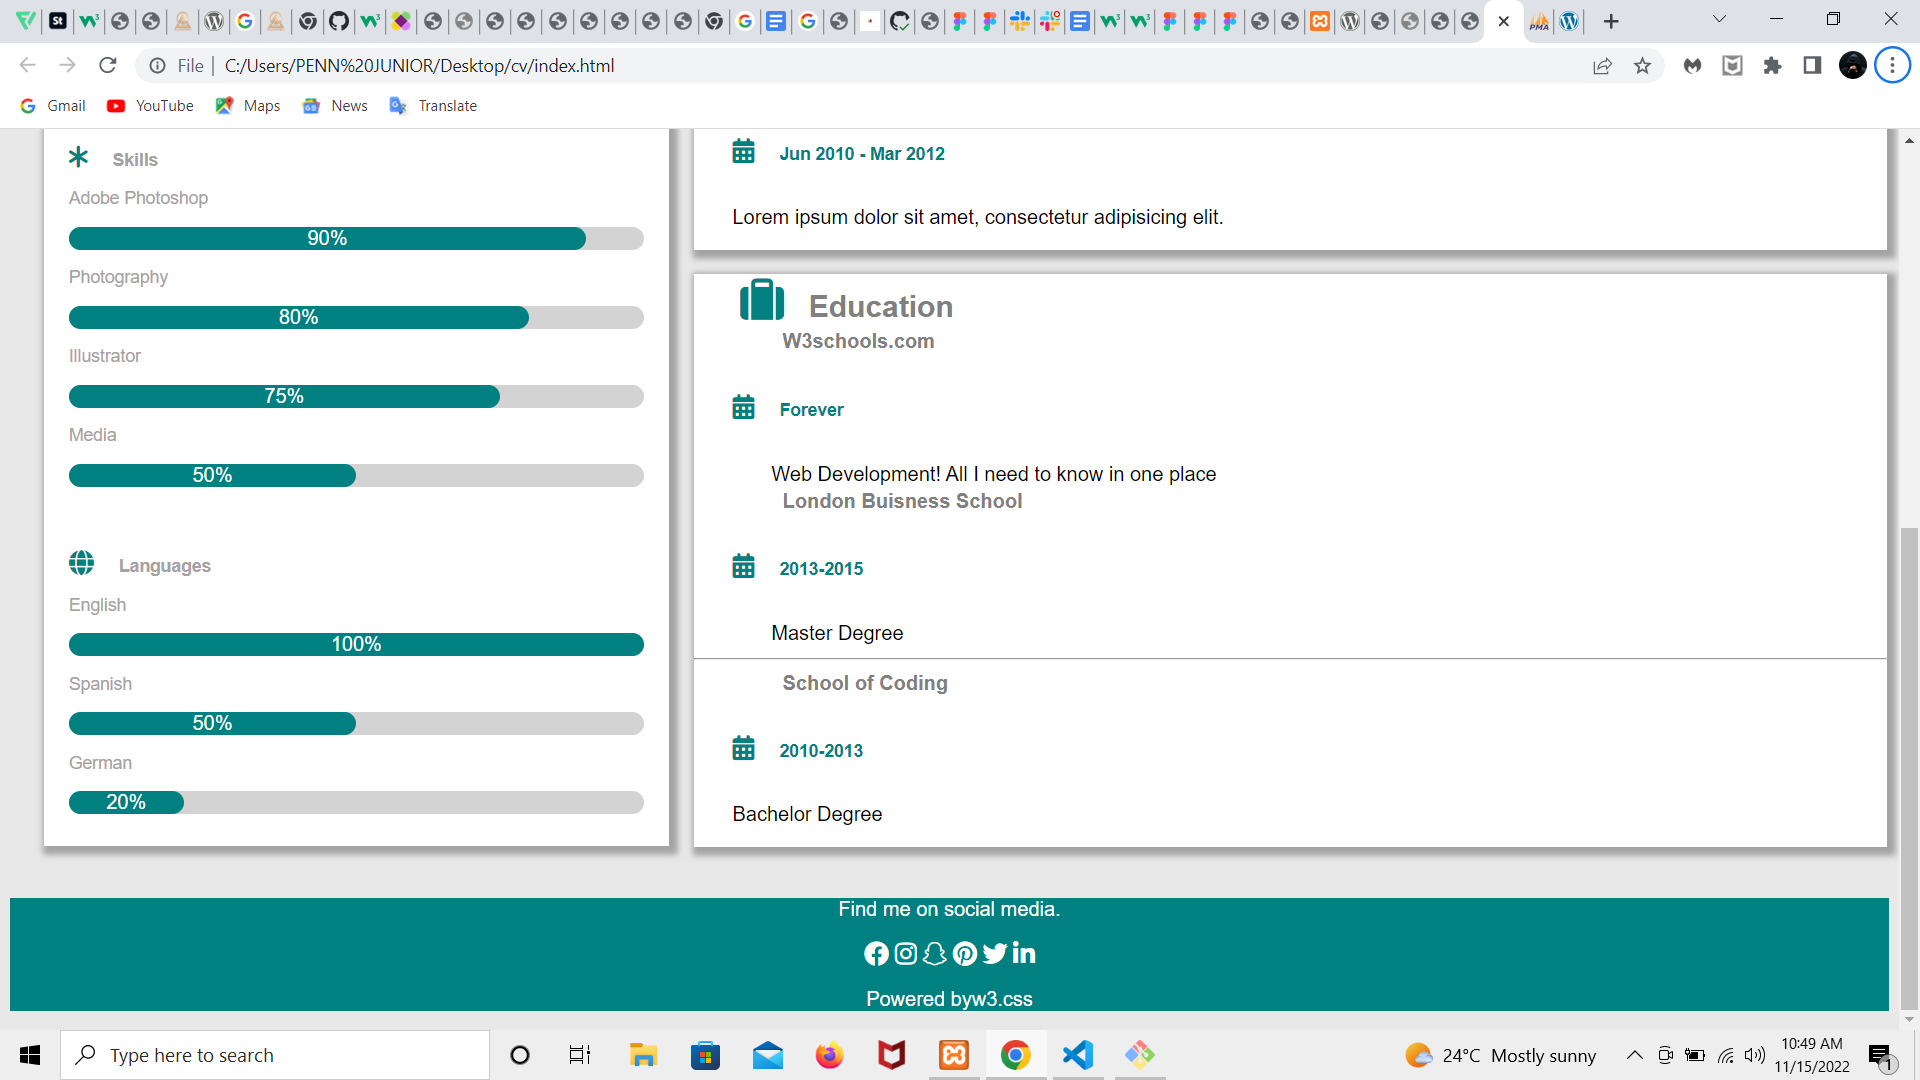 File
C:/Users/PENN%20JUNIOR/Desktop/cv/index.html
Gmail
YouTube
Maps
News
Translate
Skills
Adobe Photoshop
90%
Photography
80%
Illustrator
75%
Media
50%
Languages
English
100%
Spanish
50%
German
20%
Jun 2010 - Mar 2012
Lorem ipsum dolor sit amet, consectetur adipisicing elit.
Education
W3schools.com
Forever
Web Development! All I need to know in one place
London Buisness School
2013-2015
Master Degree
School of Coding
2010-2013
Bachelor Degree
Find me on social media.
Powered byw3.css
Type here to search
24°C Mostly sunny
10:49 AM
11/15/2022
1